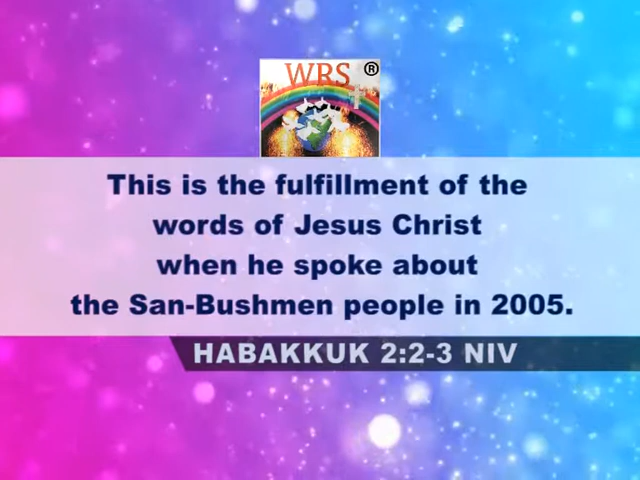 WRS ®
This is the fulfillment of the
words of Jesus Christ
when he spoke about
the San-Bushmen people in 2005.
HABAKKUK 2:2-3 NIV